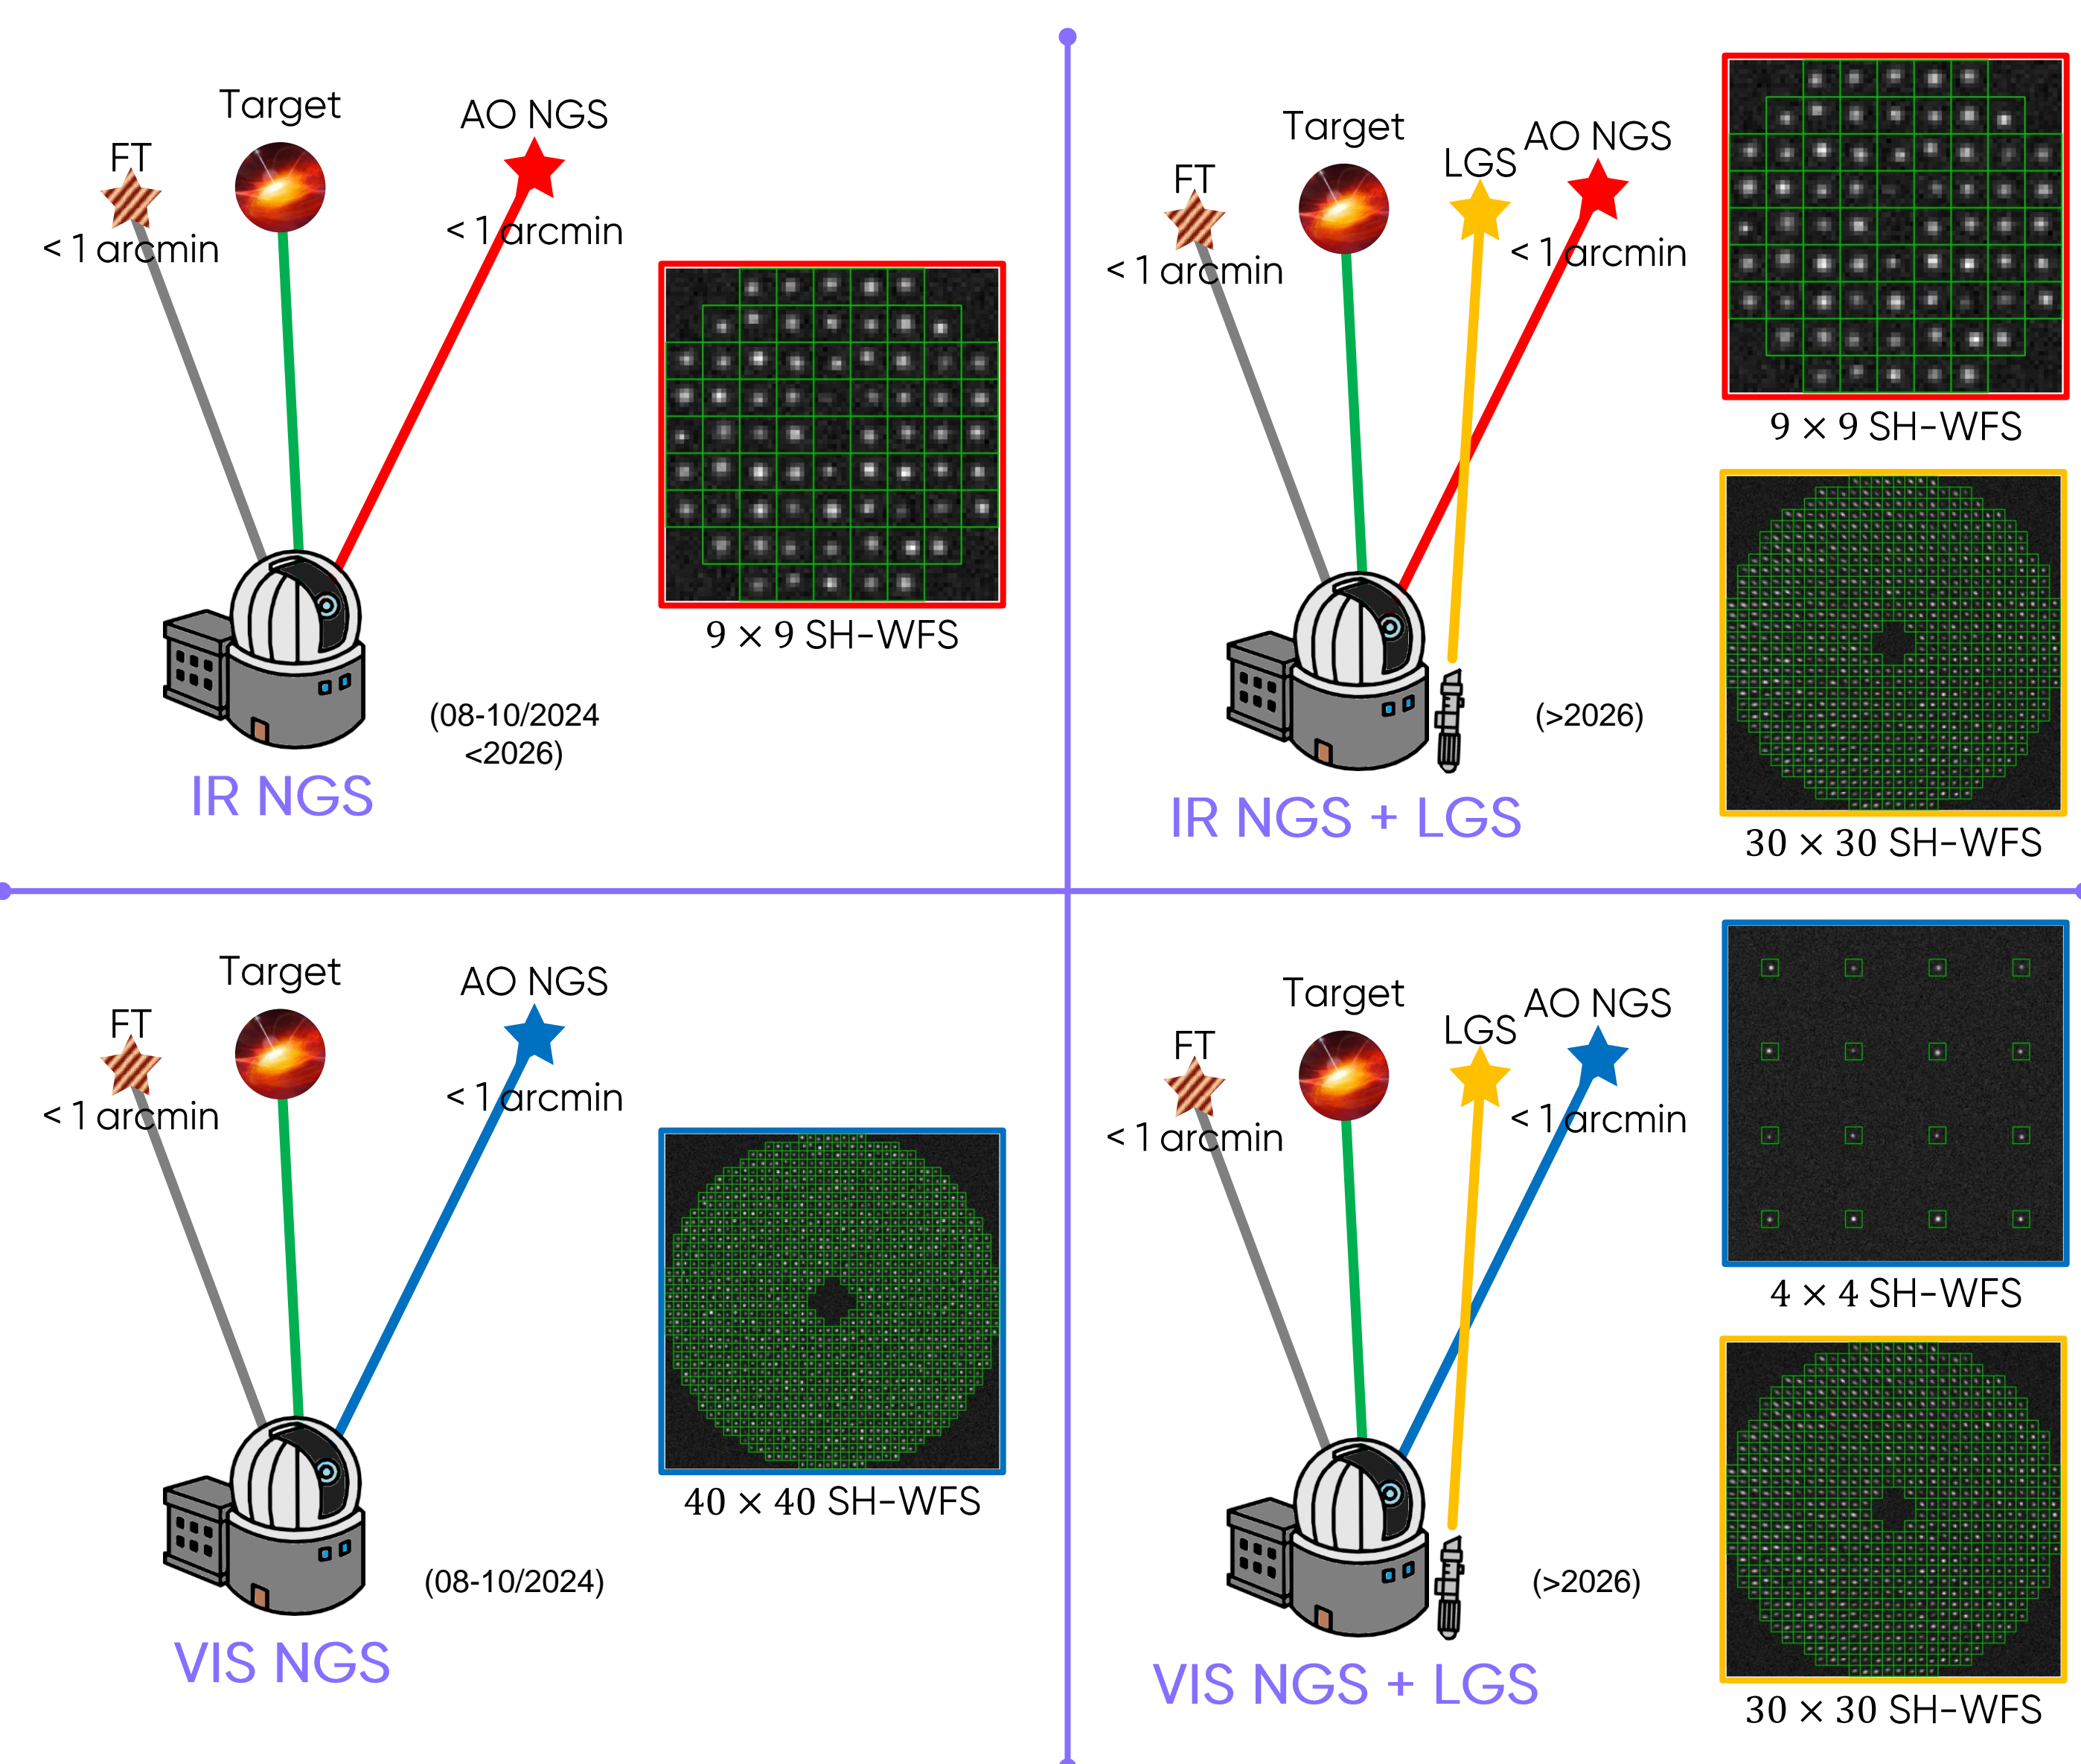 Target
AO NGS
FT
< 1 arcmin
< 1 arcmin
9 × 9 SH-WFS
(08-10/2024
<2026)
IR NGS
Target
AO NGS
LGS
FT
< 1 arcmin
< 1 arcmin
9 × 9 SH-WFS
(>2026)
IR NGS + LGS
30 × 30 SH-WFS
Target
AO NGS
FT
< 1 arcmin
< 1 arcmin
40 × 40 SH-WFS
(08-10/2024)
VIS NGS
Target
AO NGS
LGS
FT
< 1 arcmin
< 1 arcmin
4 × 4 SH-WFS
(>2026)
VIS NGS + LGS
30 × 30 SH-WFS